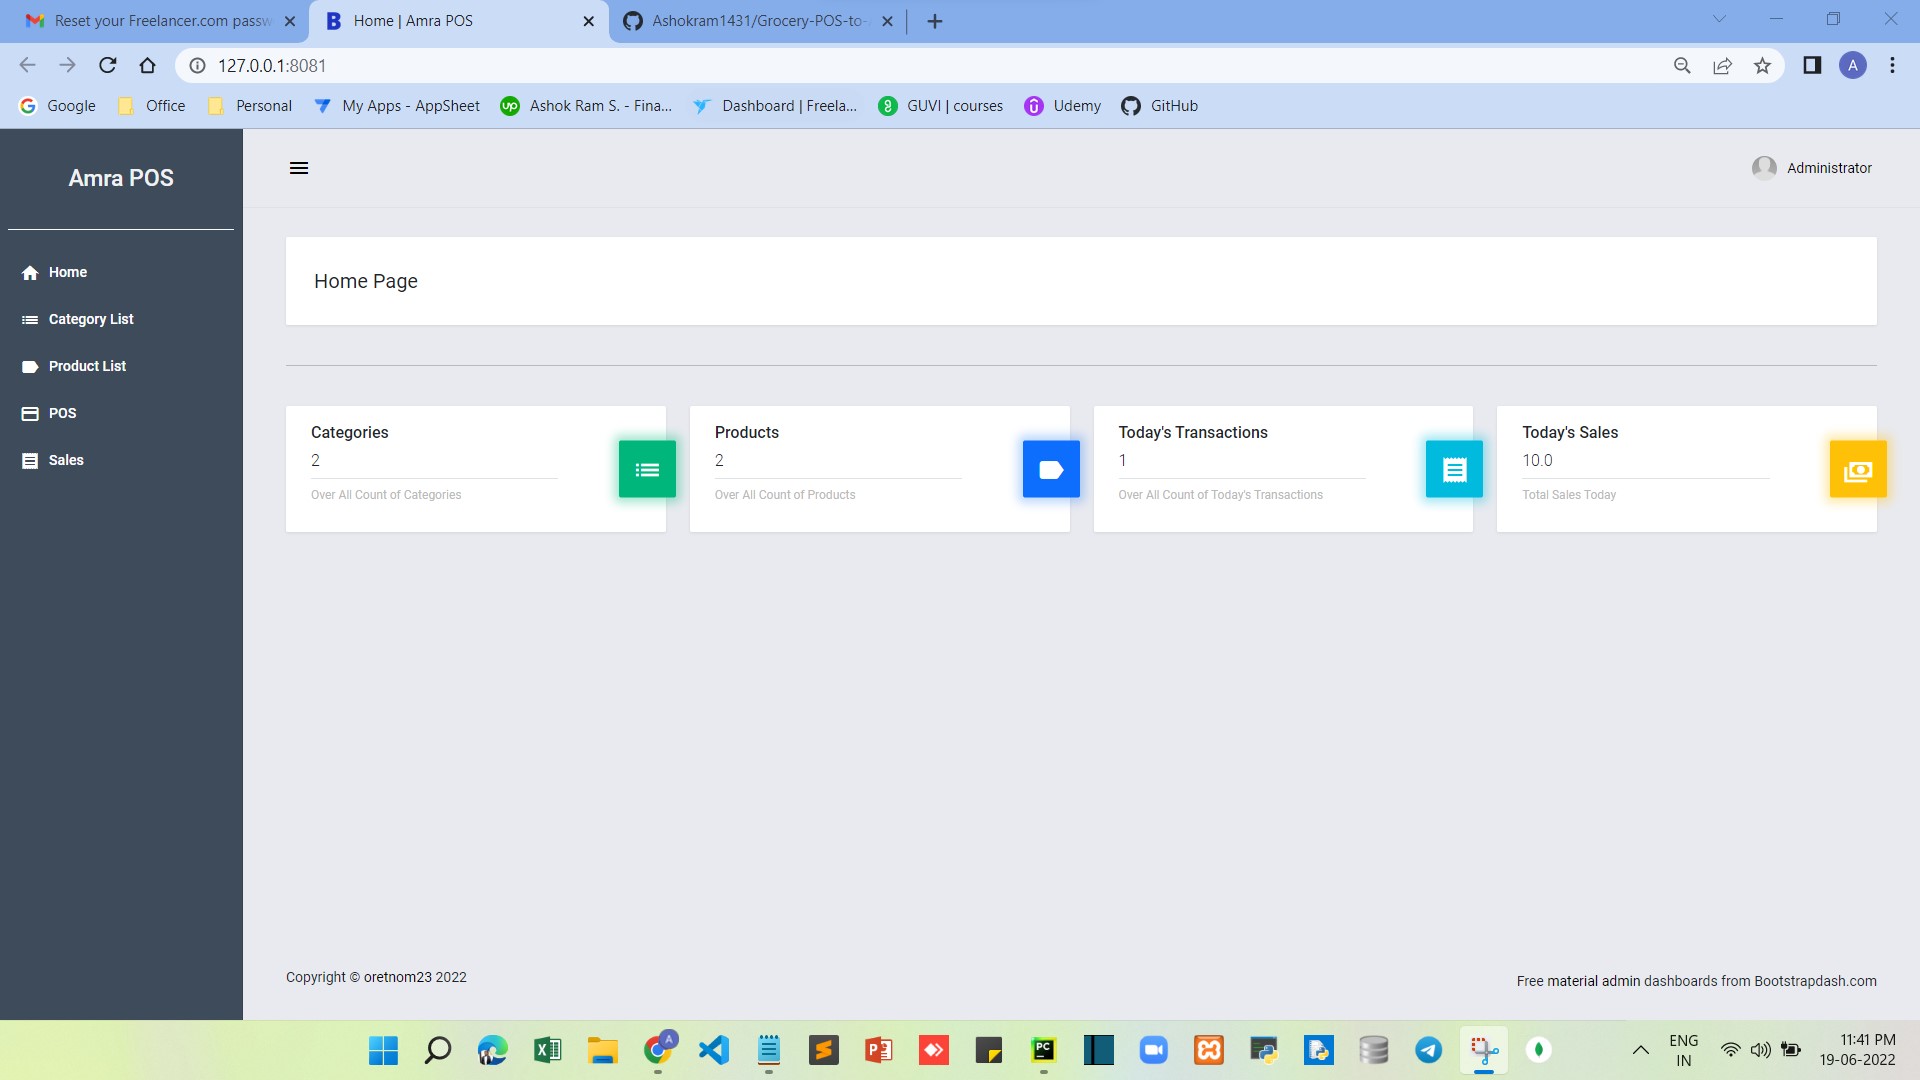 Reset your Freelancer.com passw
Home | Amra POS
Ashokram1431/Grocery-POS-to-
127.0.0.1:8081
A
Google
Office
Personal
My Apps - AppSheet
Ashok Ram S. - Fina...
Dashboard | Freela...
GUVI | courses
Udemy
GitHub
Amra POS
Administrator
Home
Category List
Product List
POS
Sales
Home Page
Categories
2
Over All Count of Categories
Products
2
Over All Count of Products
Today's Transactions
1
Over All Count of Today's Transactions
Today's Sales
10.0
Total Sales Today
Copyright © oretnom23 2022
Free material admin dashboards from Bootstrapdash.com
ENG
IN
11:41 PM
19-06-2022